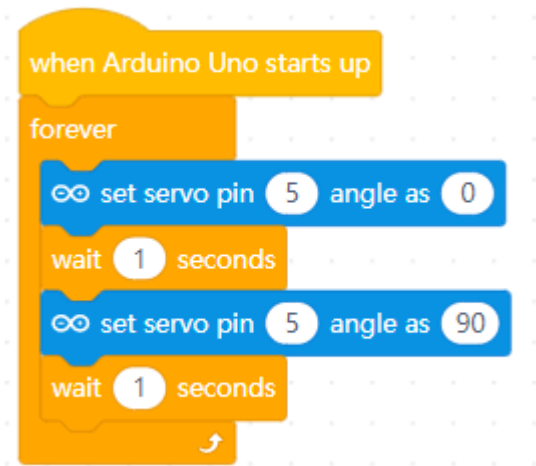 when Arduino Uno starts up
forever
set servo pin 5 angle as 0
wait 1 seconds
set servo pin 5 angle as 90
wait 1 seconds